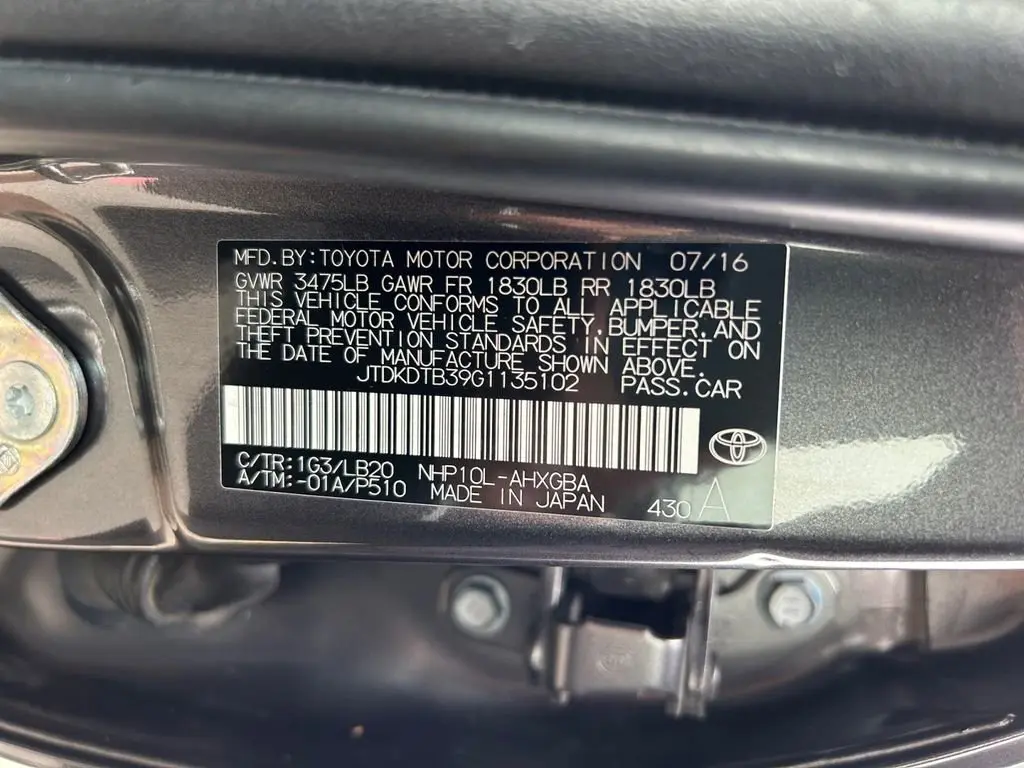 MFD. BY: TOYOTA MOTOR CORPORATION 07/16
GVWR 3475LB GAWR FR 1830LB RR 1830LB
THIS VEHICLE CONFORMS TO ALL APPLICABLE
FEDERAL MOTOR VEHICLE SAFETY, BUMPER, AND
THEFT PREVENTION STANDARDS IN EFFECT ON
THE DATE OF MANUFACTURE SHOWN ABOVE.
JTDKDTB39G1135102 PASS. CAR
C/TR: 1G3/LB20 NHP10L-AHXGBA
A/TM: -01A/P510 MADE IN JAPAN 430 A